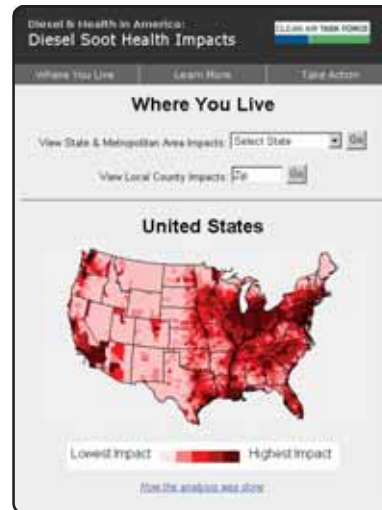 Diesel & Health in America:
Diesel Soot Health Impacts
CLEAN AIR TASK FORCE
Where You Live Learn More Take Action
Where You Live
View State & Metropolitan Area Impacts: Select State Go
View Local County Impacts: Zip Go
United States
Lowest Impact Highest Impact
How the analysis was done